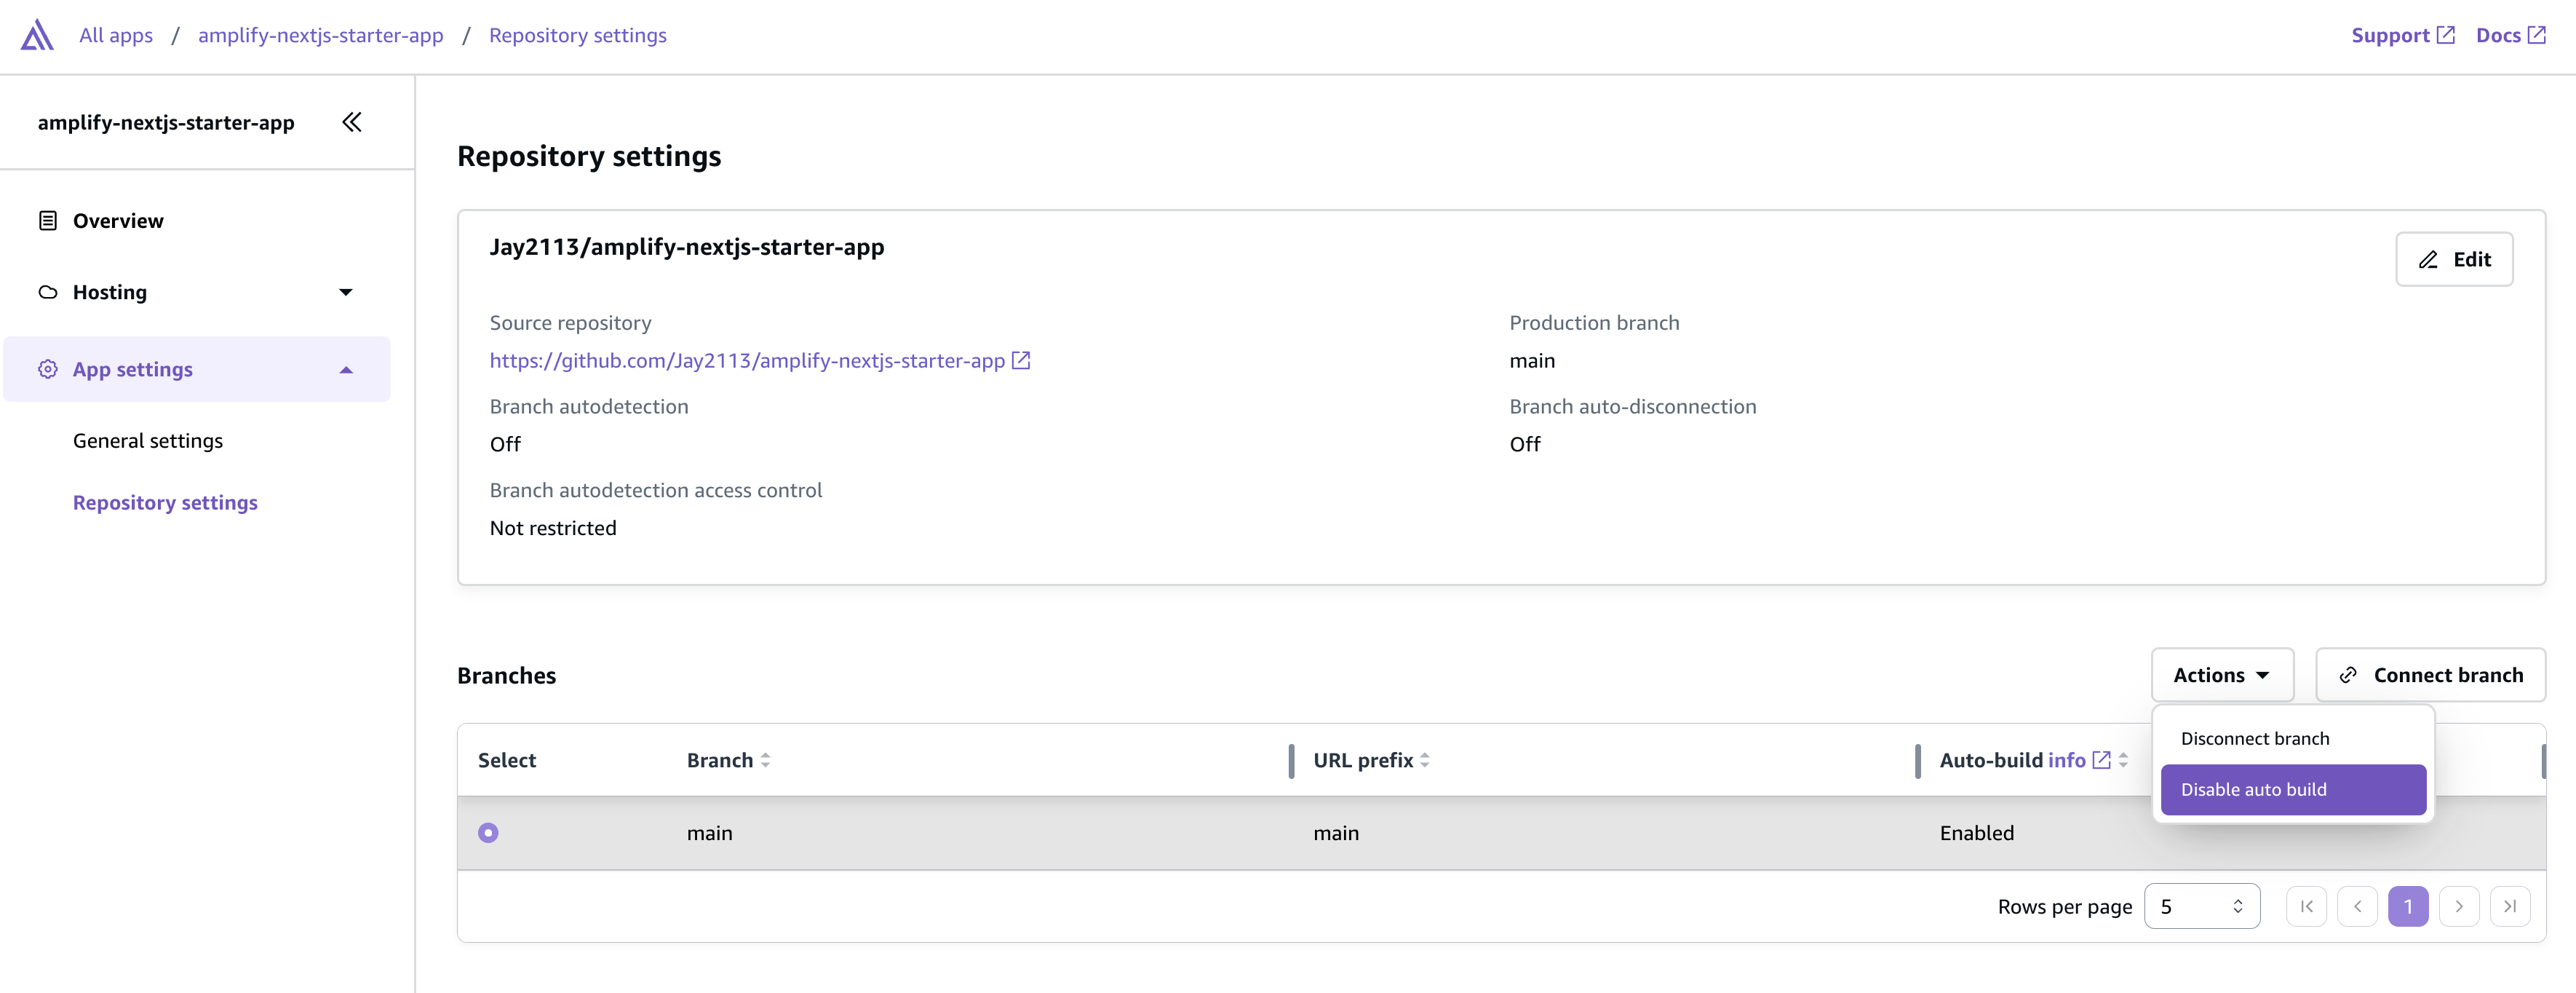 All apps / amplify-nextjs-starter-app / Repository settings
Support Docs
amplify-nextjs-starter-app
Overview
Hosting
App settings
General settings
Repository settings
Repository settings
Jay2113/amplify-nextjs-starter-app
Edit
Source repository
https://github.com/Jay2113/amplify-nextjs-starter-app
Production branch
main
Branch autodetection
Off
Branch auto-disconnection
Off
Branch autodetection access control
Not restricted
Branches
Actions
Connect branch
Disconnect branch
Disable auto build
Select Branch URL prefix Auto-build info
main main Enabled
Rows per page 5 1